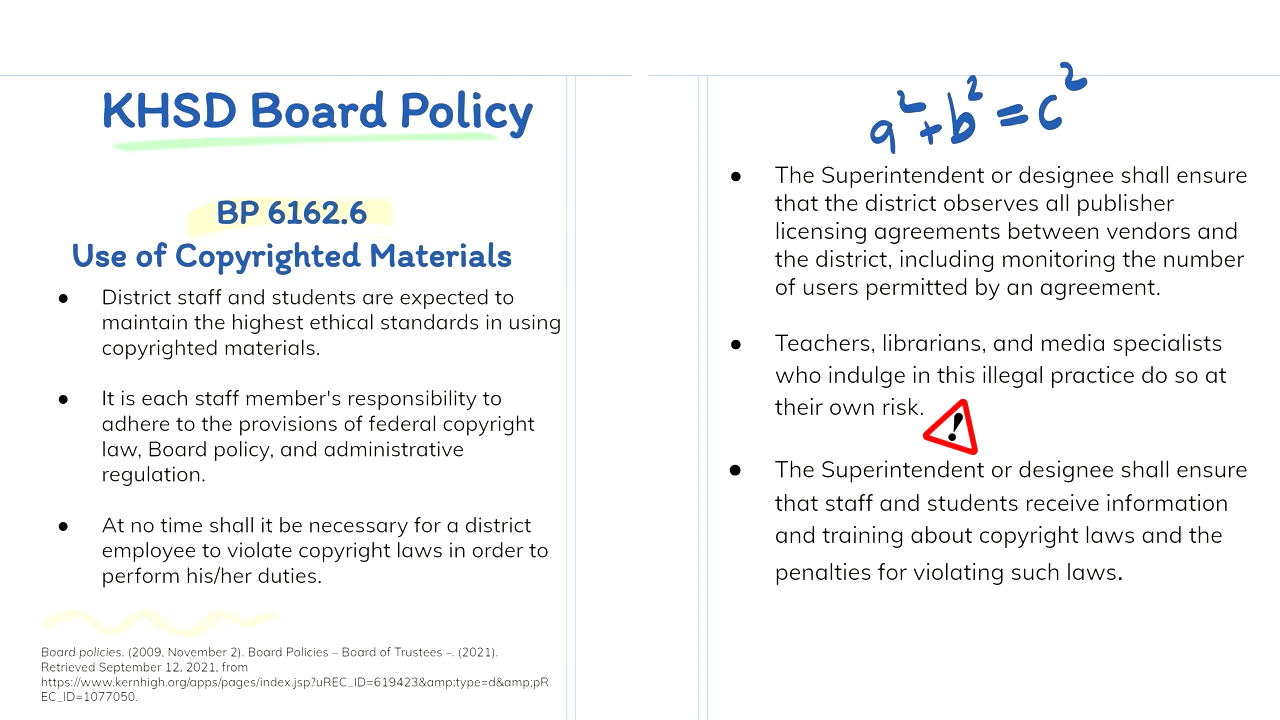 KHSD Board Policy
BP 6162.6
Use of Copyrighted Materials
● District staff and students are expected to
maintain the highest ethical standards in using
copyrighted materials.
● It is each staff member's responsibility to
adhere to the provisions of federal copyright
law, Board policy, and administrative
regulation.
● At no time shall it be necessary for a district
employee to violate copyright laws in order to
perform his/her duties.
Board policies. (2009, November 2). Board Policies – Board of Trustees –. (2021).
Retrieved September 12, 2021, from
https://www.kernhigh.org/apps/pages/index.jsp?uREC_ID=619423&amp;type=d&amp;pR
EC_ID=1077050.
a²+b²=c²
● The Superintendent or designee shall ensure
that the district observes all publisher
licensing agreements between vendors and
the district, including monitoring the number
of users permitted by an agreement.
● Teachers, librarians, and media specialists
who indulge in this illegal practice do so at
their own risk.
!
● The Superintendent or designee shall ensure
that staff and students receive information
and training about copyright laws and the
penalties for violating such laws.